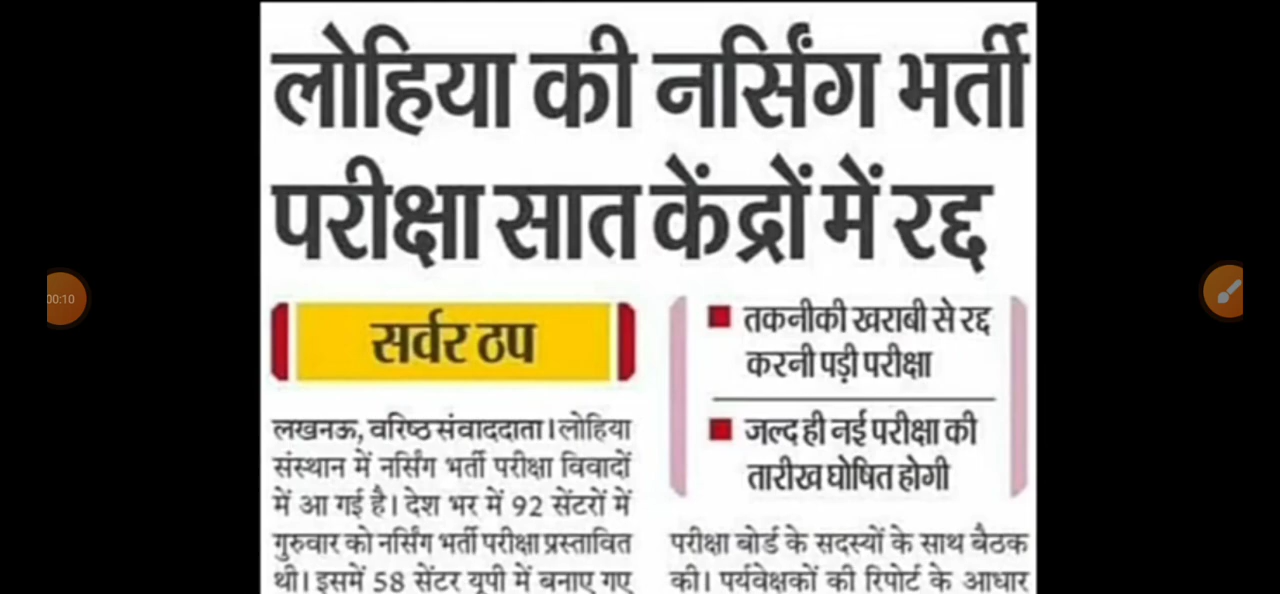 लोहिया की नर्सिंग भर्ती
परीक्षा सात केंद्रों में रद्द
सर्वर ठप
लखनऊ, वरिष्ठ संवाददाता। लोहिया
संस्थान में नर्सिंग भर्ती परीक्षा विवादों
में आ गई है। देश भर में 92 सेंटरों में
गुरुवार को नर्सिंग भर्ती परीक्षा प्रस्तावित
थी। इसमें 58 सेंटर यूपी में बनाए गए
तकनीकी खराबी से रद्द
करनी पड़ी परीक्षा
जल्द ही नई परीक्षा की
तारीख घोषित होगी
परीक्षा बोर्ड के सदस्यों के साथ बैठक
की। पर्यवेक्षकों की रिपोर्ट के आधार
00:10